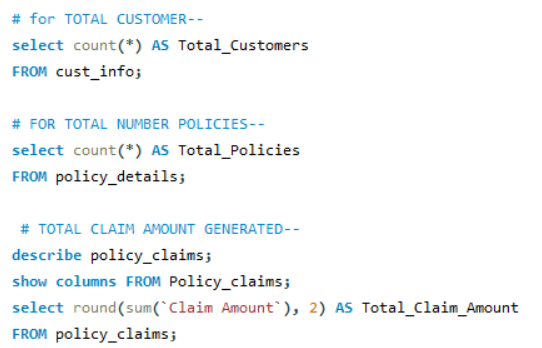 # for TOTAL CUSTOMER--
select count(*) AS Total_Customers
FROM cust_info;
# FOR TOTAL NUMBER POLICIES--
select count(*) AS Total_Policies
FROM policy_details;
# TOTAL CLAIM AMOUNT GENERATED--
describe policy_claims;
show columns FROM Policy_claims;
select round(sum(`Claim Amount`), 2) AS Total_Claim_Amount
FROM policy_claims;